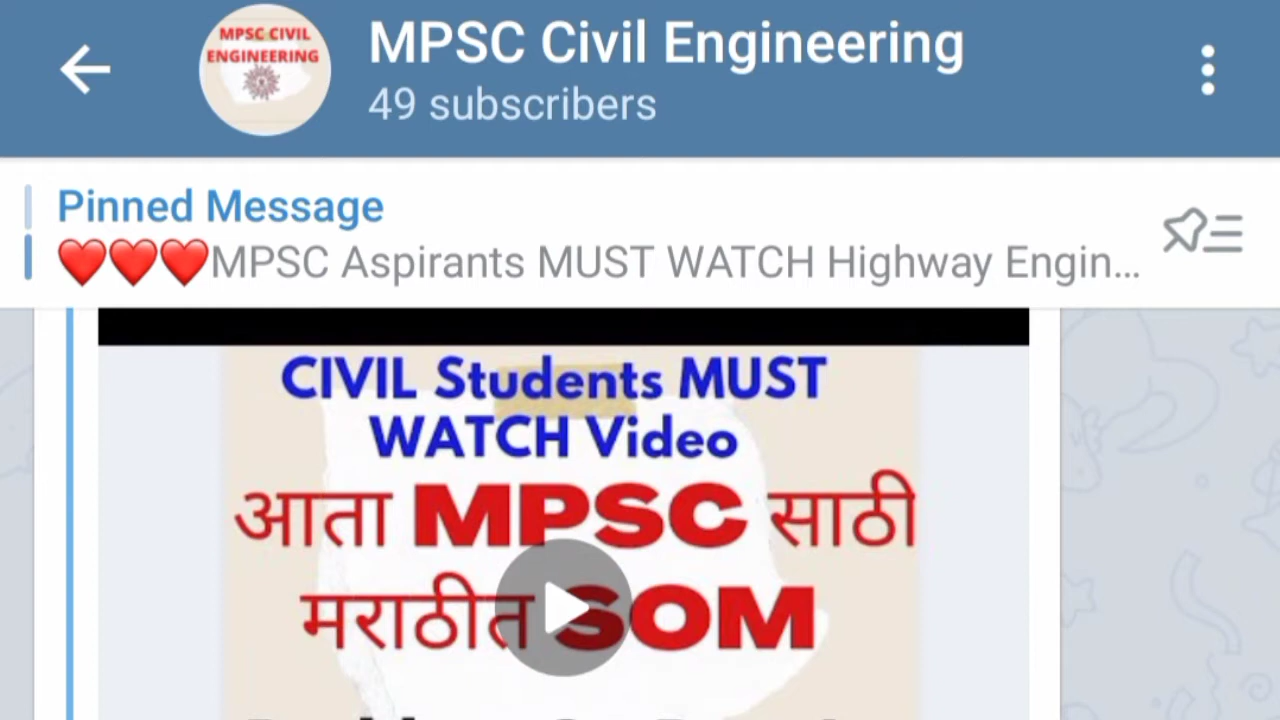 MPSC CIVIL
ENGINEERING
MPSC Civil Engineering
49 subscribers
Pinned Message
❤️❤️❤️MPSC Aspirants MUST WATCH Highway Engin...
CIVIL Students MUST
WATCH Video
आता MPSC साठी
मराठीत SOM